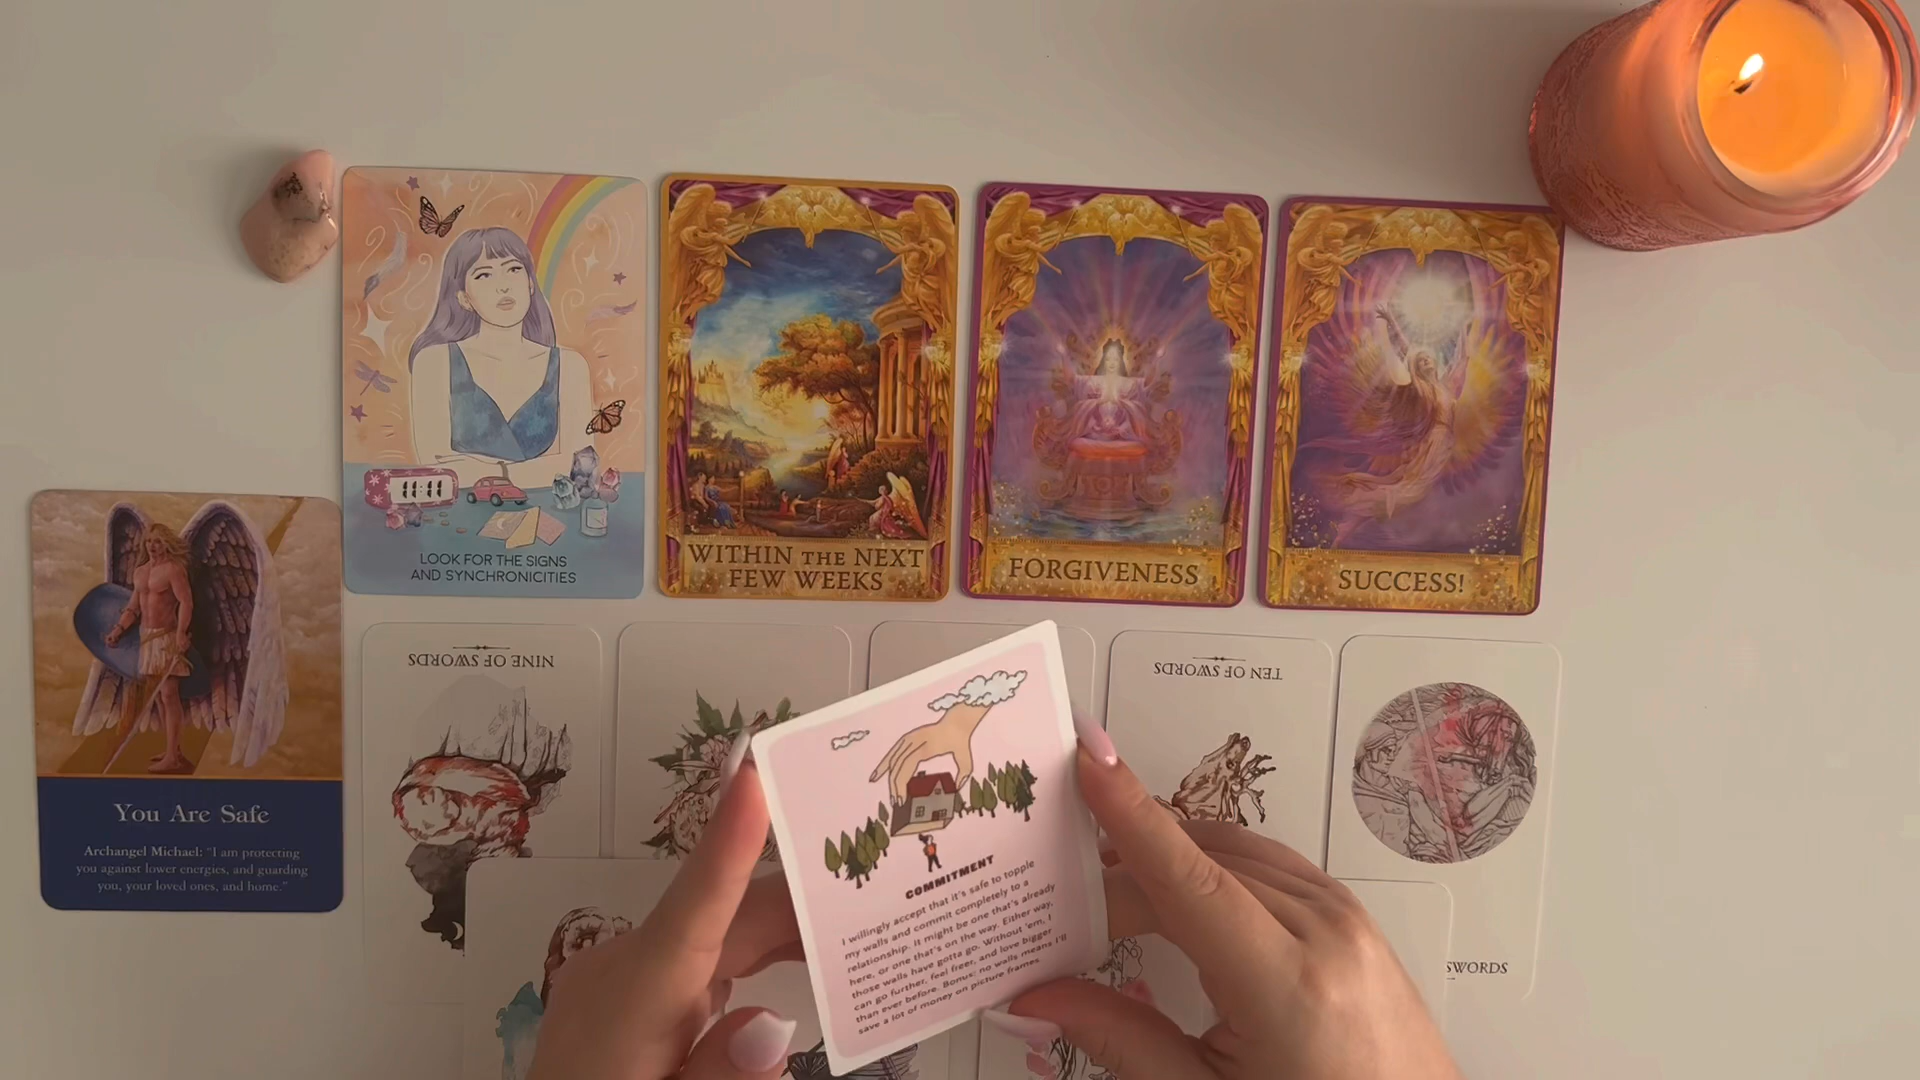 11:11
LOOK FOR THE SIGNS
AND SYNCHRONICITIES
WITHIN THE NEXT
FEW WEEKS
FORGIVENESS
SUCCESS!
You Are Safe
Archangel Michael: "I am protecting
you against lower energies, and guarding
you, your loved ones, and home."
NINE OF SWORDS
TEN OF SWORDS
COMMITMENT
I willingly accept that it's safe to topple
my walls and commit completely to a
relationship. It might be one that's already
here, or one that's on the way. Either way,
those walls have gotta go. Without 'em, I
can go further, feel freer, and love bigger
than ever before. Bonus: no walls means I'll
save a lot of money on picture frames.
SWORDS